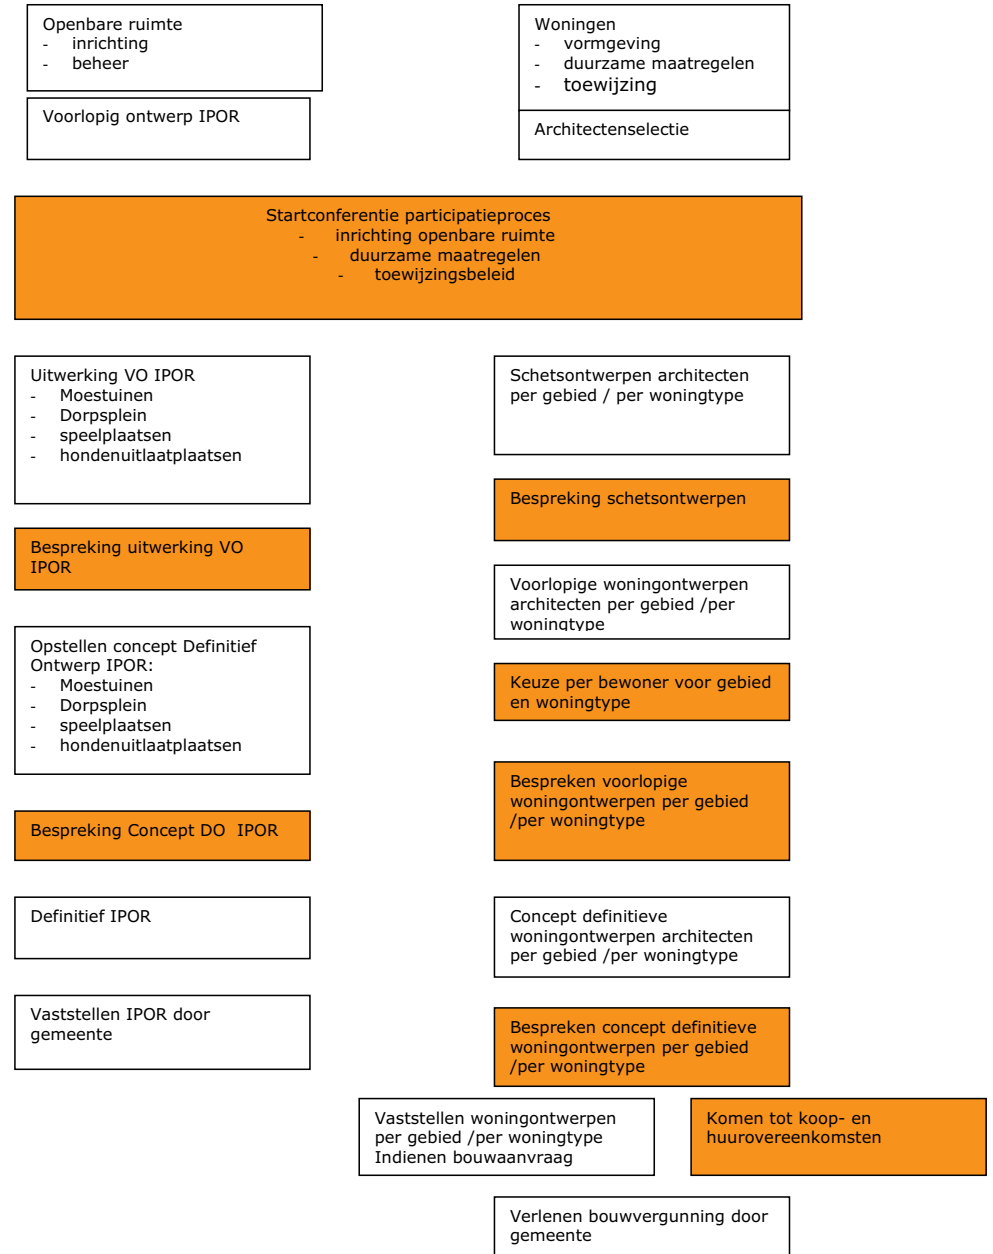 Openbare ruimte
- inrichting
- beheer
Voorlopig ontwerp IPOR
Woningen
- vormgeving
- duurzame maatregelen
- toewijzing
Architectenselectie
Startconferentie participatieproces
- inrichting openbare ruimte
- duurzame maatregelen
- toewijzingsbeleid
Uitwerking VO IPOR
- Moestuinen
- Dorpsplein
- speelplaatsen
- hondenuitlaatplaatsen
Bespreking uitwerking VO
IPOR
Opstellen concept Definitief
Ontwerp IPOR:
- Moestuinen
- Dorpsplein
- speelplaatsen
- hondenuitlaatplaatsen
Bespreking Concept DO  IPOR
Definitief IPOR
Vaststellen IPOR door
gemeente
Schetsontwerpen architecten
per gebied / per woningtype
Bespreking schetsontwerpen
Voorlopige woningontwerpen
architecten per gebied /per
woningtype
Keuze per bewoner voor gebied
en woningtype
Bespreken voorlopige
woningontwerpen per gebied
/per woningtype
Concept definitieve
woningontwerpen architecten
per gebied /per woningtype
Bespreken concept definitieve
woningontwerpen per gebied
/per woningtype
Vaststellen woningontwerpen
per gebied /per woningtype
Indienen bouwaanvraag
Komen tot koop- en
huurovereenkomsten
Verlenen bouwvergunning door
gemeente